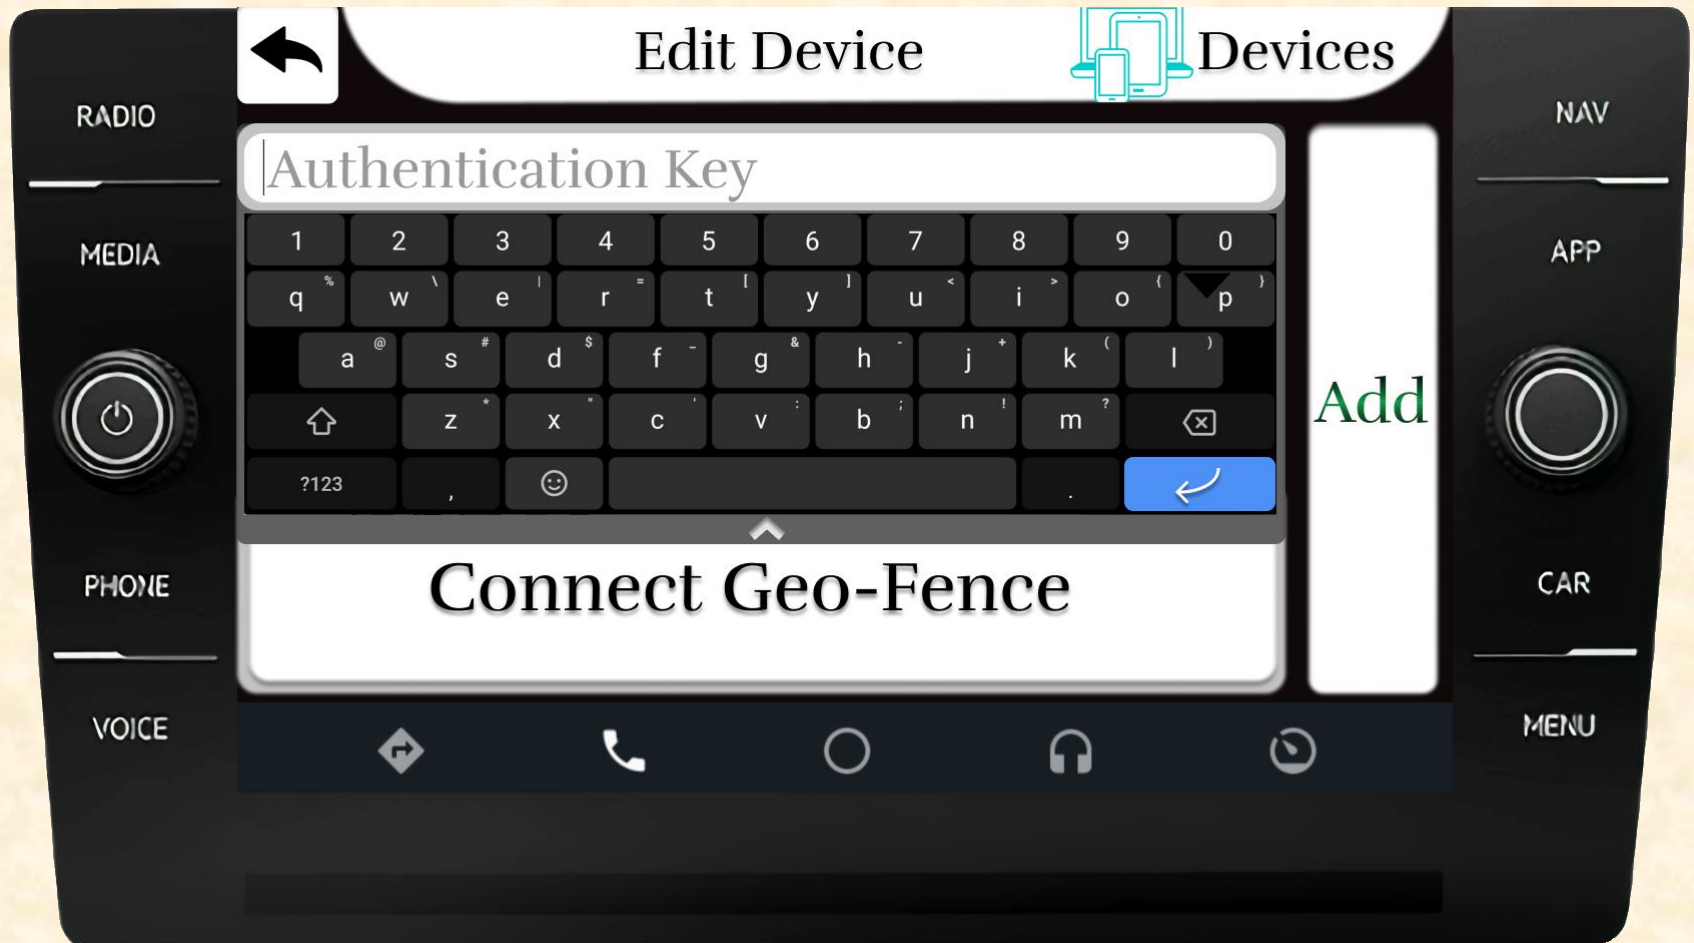 Edit Device
Devices
RADIO
NAV
Authentication Key
MEDIA
APP
1 2 3 4 5 6 7 8 9 0
q % w \ e | r = t [ y ] u < i > o { p }
a @ s # d $ f _ g & h - j + k ( l )
Add
z * x " c ' v : b ; n ! m ?
?123 , .
PHONE
Connect Geo-Fence
CAR
VOICE
MENU